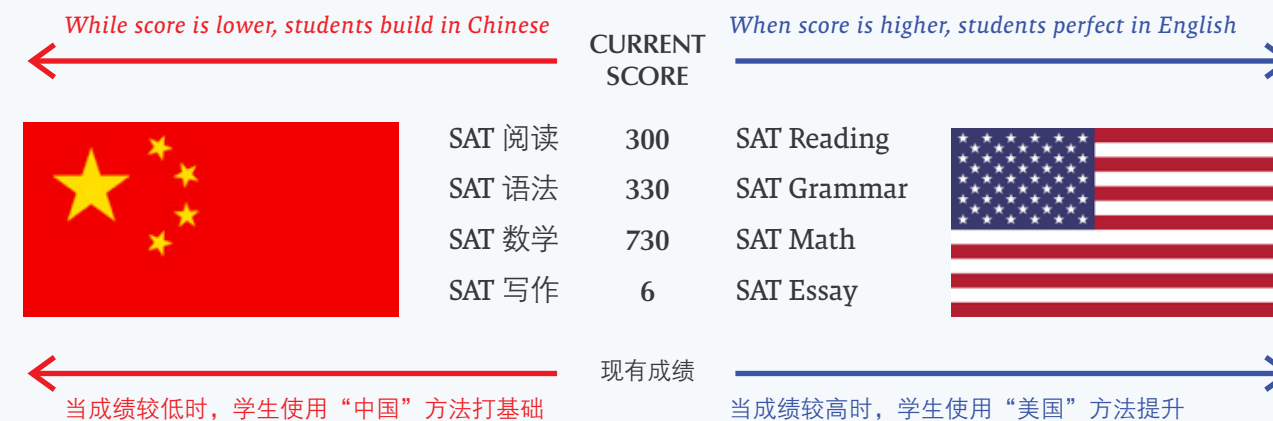 While score is lower, students build in Chinese
When score is higher, students perfect in English
CURRENT
SCORE
SAT 阅读 300 SAT Reading
SAT 语法 330 SAT Grammar
SAT 数学 730 SAT Math
SAT 写作 6 SAT Essay
现有成绩
当成绩较低时，学生使用“中国”方法打基础
当成绩较高时，学生使用“美国”方法提升